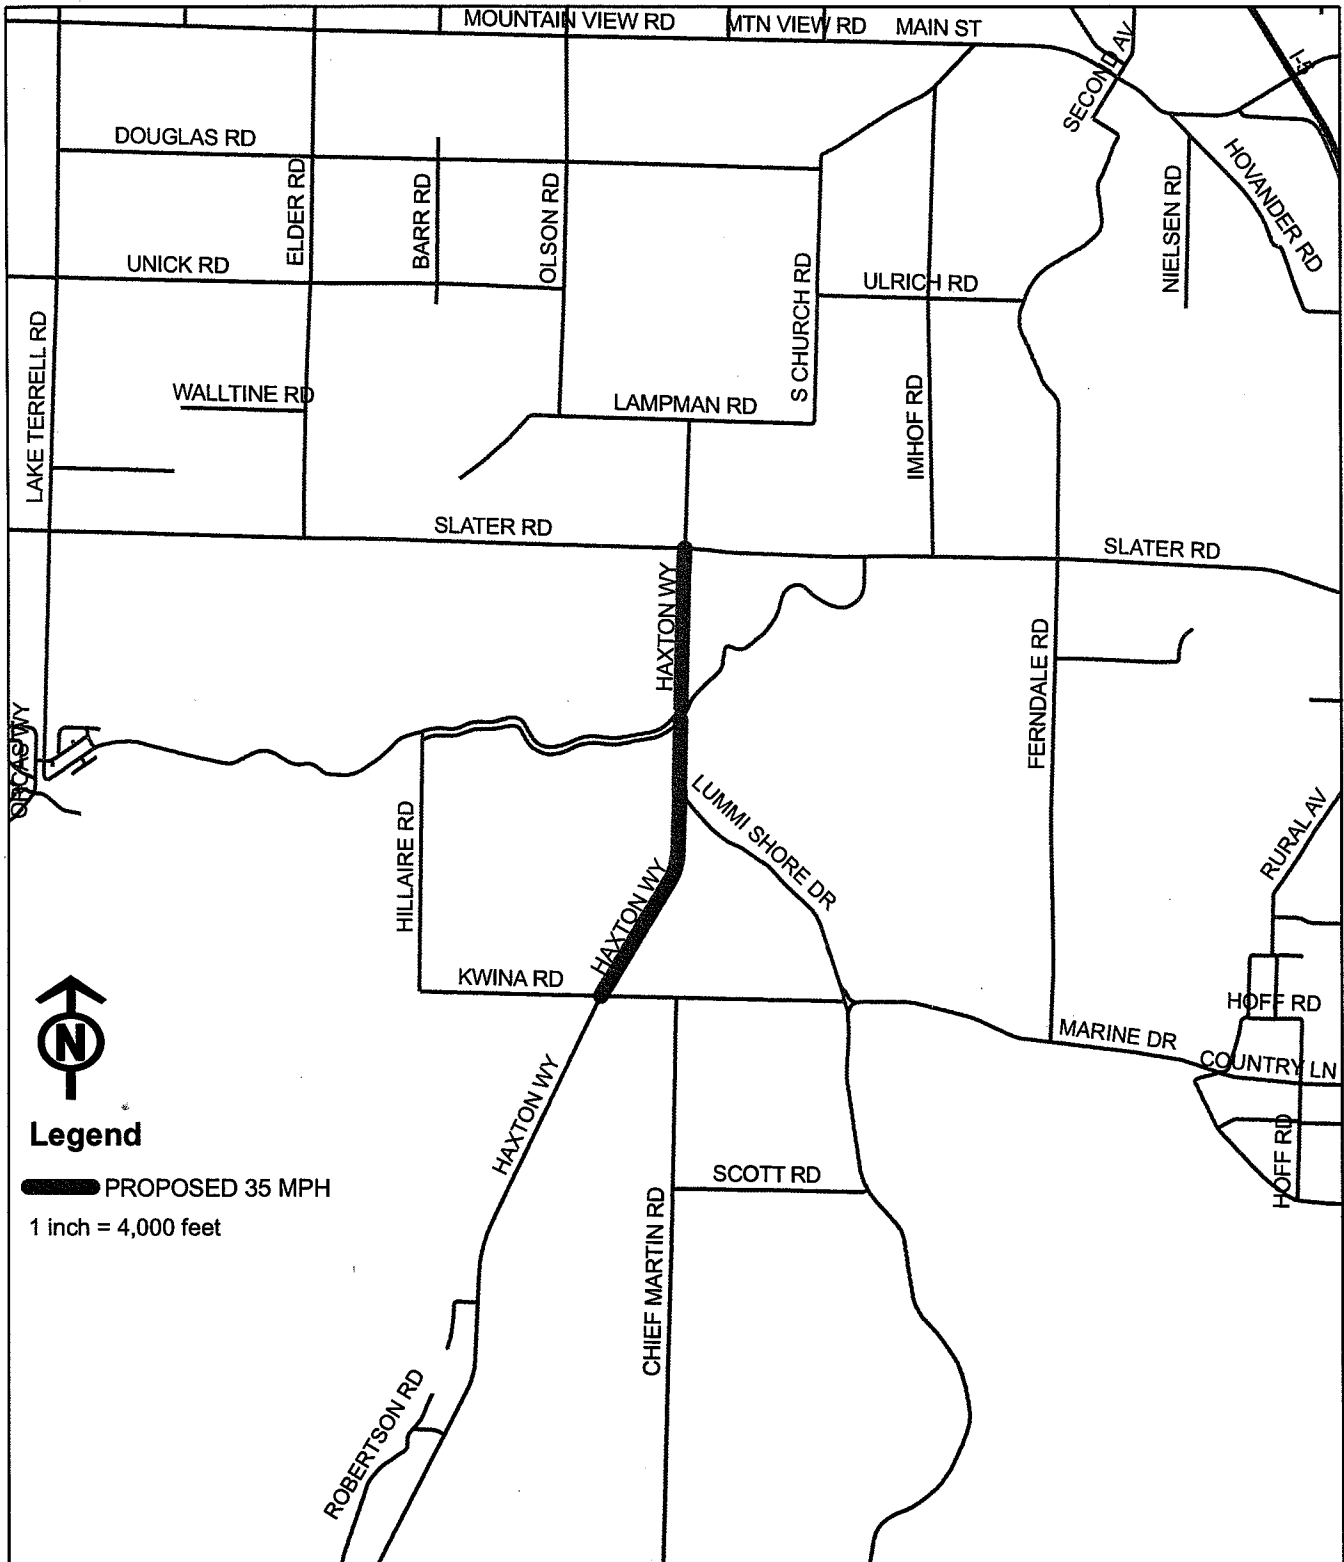 MOUNTAIN VIEW RD
MTN VIEW RD
MAIN ST
SECOND AV
I-5
DOUGLAS RD
ELDER RD
BARR RD
OLSON RD
HOVANDER RD
NIELSEN RD
UNICK RD
S CHURCH RD
ULRICH RD
LAKE TERRELL RD
WALLTINE RD
LAMPMAN RD
IMHOF RD
SLATER RD
SLATER RD
HAXTON WY
FERNDALE RD
ORCAS WY
HILLAIRE RD
LUMMI SHORE DR
RURAL AV
HAXTON WY
KWINA RD
HOFF RD
MARINE DR
COUNTRY LN
N
HAXTON WY
HOFF RD
Legend
PROPOSED 35 MPH
1 inch = 4,000 feet
SCOTT RD
CHIEF MARTIN RD
ROBERTSON RD